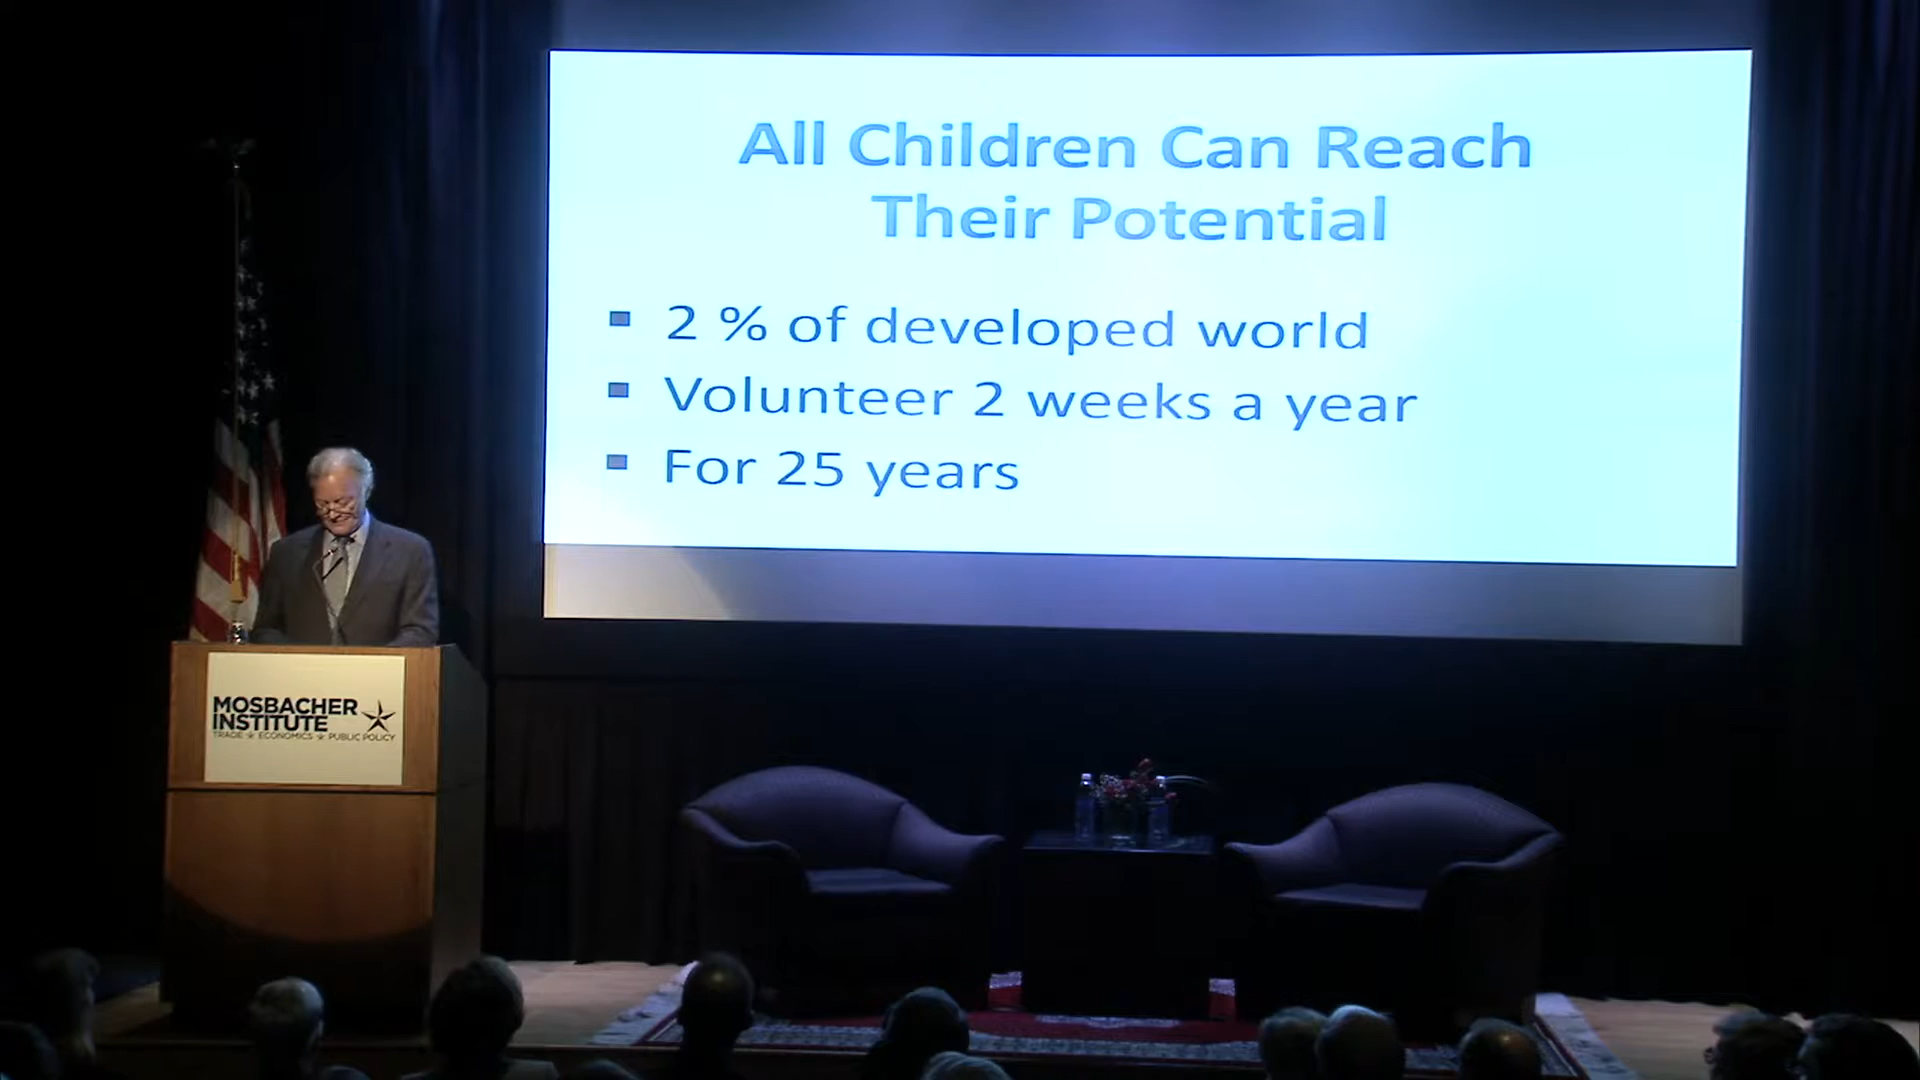 All Children Can Reach
Their Potential
2 % of developed world
Volunteer 2 weeks a year
For 25 years
MOSBACHER
INSTITUTE
TRADE ★ ECONOMICS ★ PUBLIC POLICY